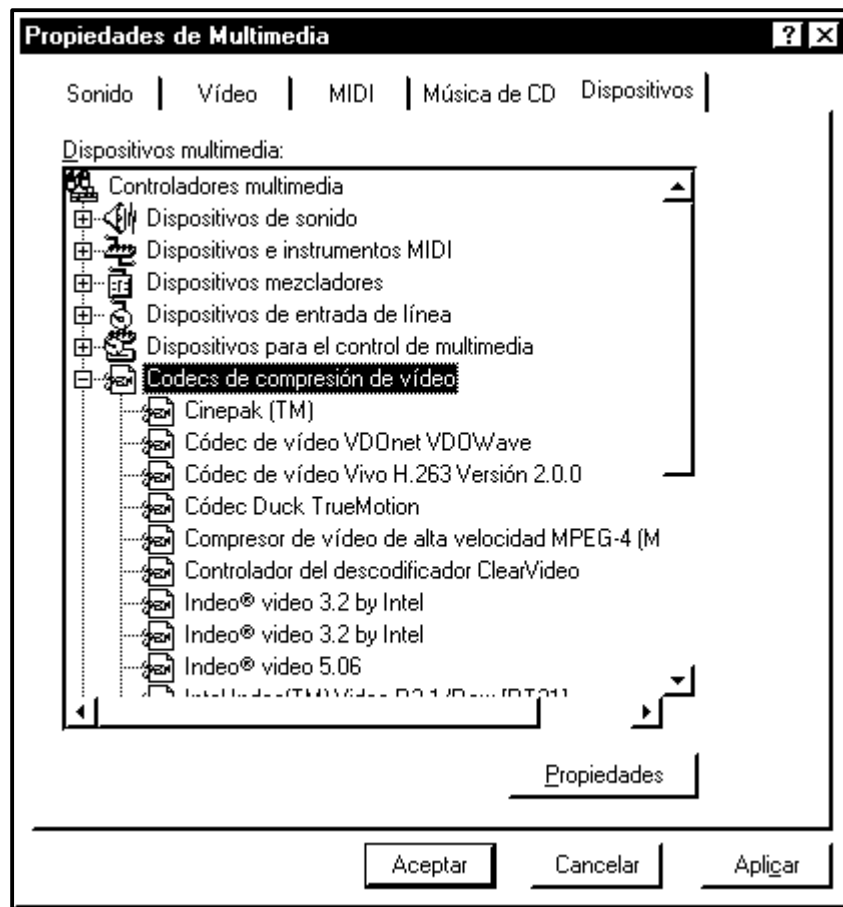 Propiedades de Multimedia
Sonido Vídeo MIDI Música de CD Dispositivos
Dispositivos multimedia:
Controladores multimedia
Dispositivos de sonido
Dispositivos e instrumentos MIDI
Dispositivos mezcladores
Dispositivos de entrada de línea
Dispositivos para el control de multimedia
Codecs de compresión de vídeo
Cinepak (TM)
Códec de vídeo VDOnet VDOWave
Códec de vídeo Vivo H.263 Versión 2.0.0
Códec Duck TrueMotion
Compresor de vídeo de alta velocidad MPEG-4 (M
Controlador del descodificador ClearVideo
Indeo® video 3.2 by Intel
Indeo® video 3.2 by Intel
Indeo® video 5.06
Propiedades
Aceptar Cancelar Aplicar